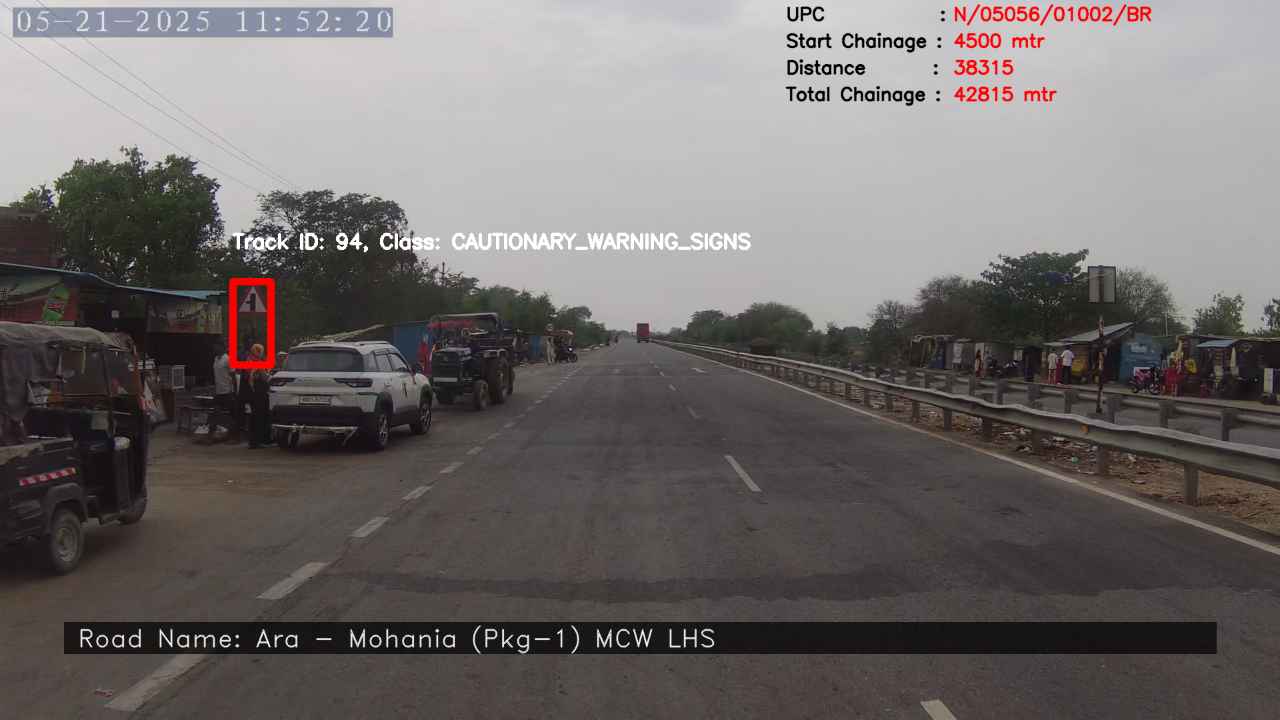 05-21-2025 11:52:20
UPC : N/05056/01002/BR
Start Chainage : 4500 mtr
Distance : 38315
Total Chainage : 42815 mtr
Track ID: 94, Class: CAUTIONARY_WARNING_SIGNS
Road Name: Ara - Mohania (Pkg-1) MCW LHS